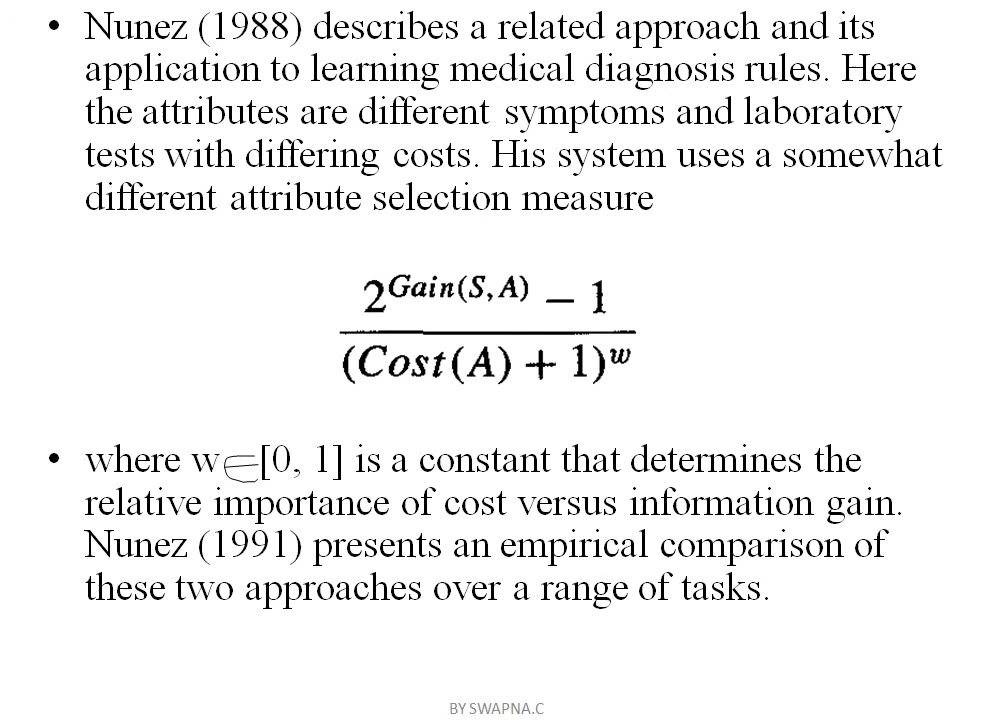 • Nunez (1988) describes a related approach and its
application to learning medical diagnosis rules. Here
the attributes are different symptoms and laboratory
tests with differing costs. His system uses a somewhat
different attribute selection measure
2^{Gain(S, A)} − 1
(Cost(A) + 1)^w
• where w∈[0, 1] is a constant that determines the
relative importance of cost versus information gain.
Nunez (1991) presents an empirical comparison of
these two approaches over a range of tasks.
BY SWAPNA.C